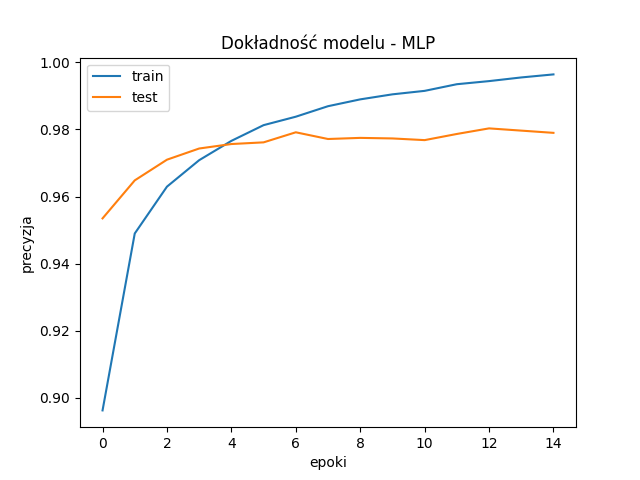 Dokładność modelu - MLP
train
test
precyzja
1.00
0.98
0.96
0.94
0.92
0.90
0 2 4 6 8 10 12 14
epoki